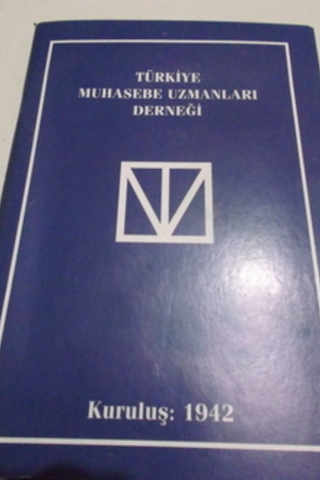 TÜRKİYE
MUHASEBE UZMANLARI
DERNEĞİ
Kuruluş: 1942